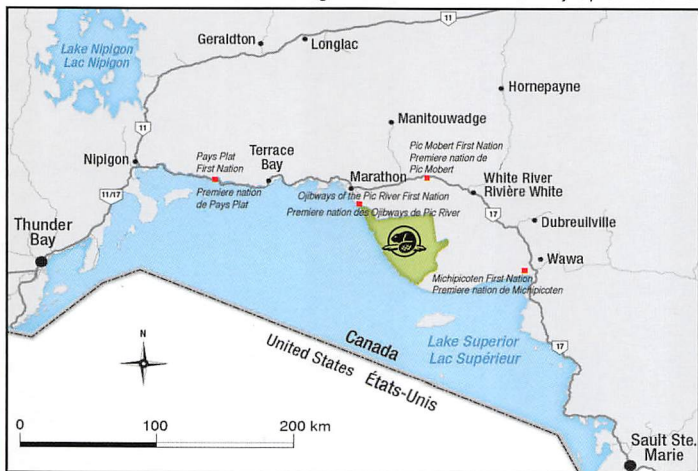 11
Geraldton
Longlac
Lake Nipigon
Lac Nipigon
Hornepayne
Manitouwadge
11
Nipigon
Pays Plat
First Nation
Premiere nation
de Pays Plat
Terrace
Bay
Pic Mobert First Nation
Premiere nation de
Pic Mobert
Marathon
White River
Rivière White
11/17
Ojibways of the Pic River First Nation
Premiere nation des Ojibways de Pic River
17
Dubreuilville
Thunder
Bay
Wawa
Michipicoten First Nation
Premiere nation de Michipicoten
N
Canada
United States États-Unis
Lake Superior
Lac Supérieur
17
0 100 200 km
Sault Ste.
Marie